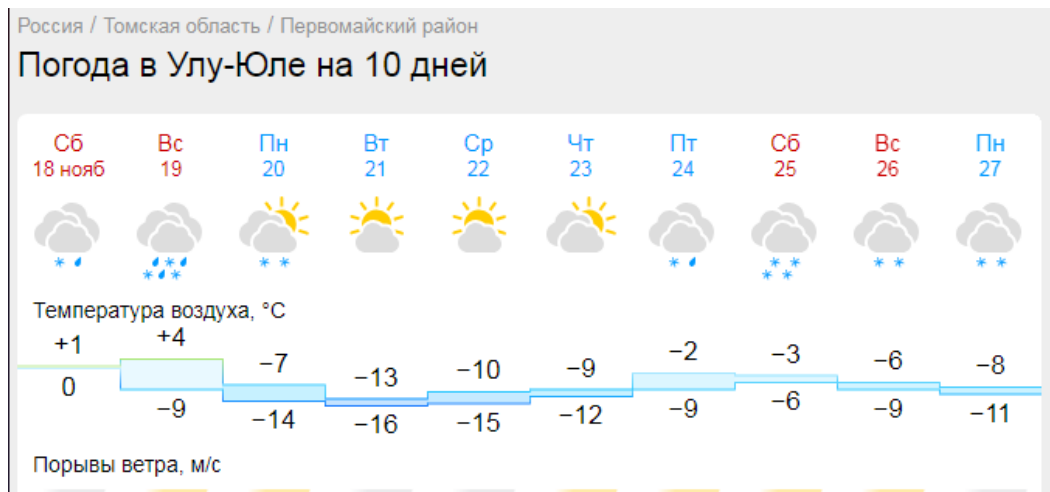 Россия / Томская область / Первомайский район
Погода в Улу-Юле на 10 дней
Сб Вс Пн Вт Ср Чт Пт Сб Вс Пн
18 нояб 19 20 21 22 23 24 25 26 27
Температура воздуха, °C
+1 +4 −7 −13 −10 −9 −2 −3 −6 −8
0 −9 −14 −16 −15 −12 −9 −6 −9 −11
Порывы ветра, м/с